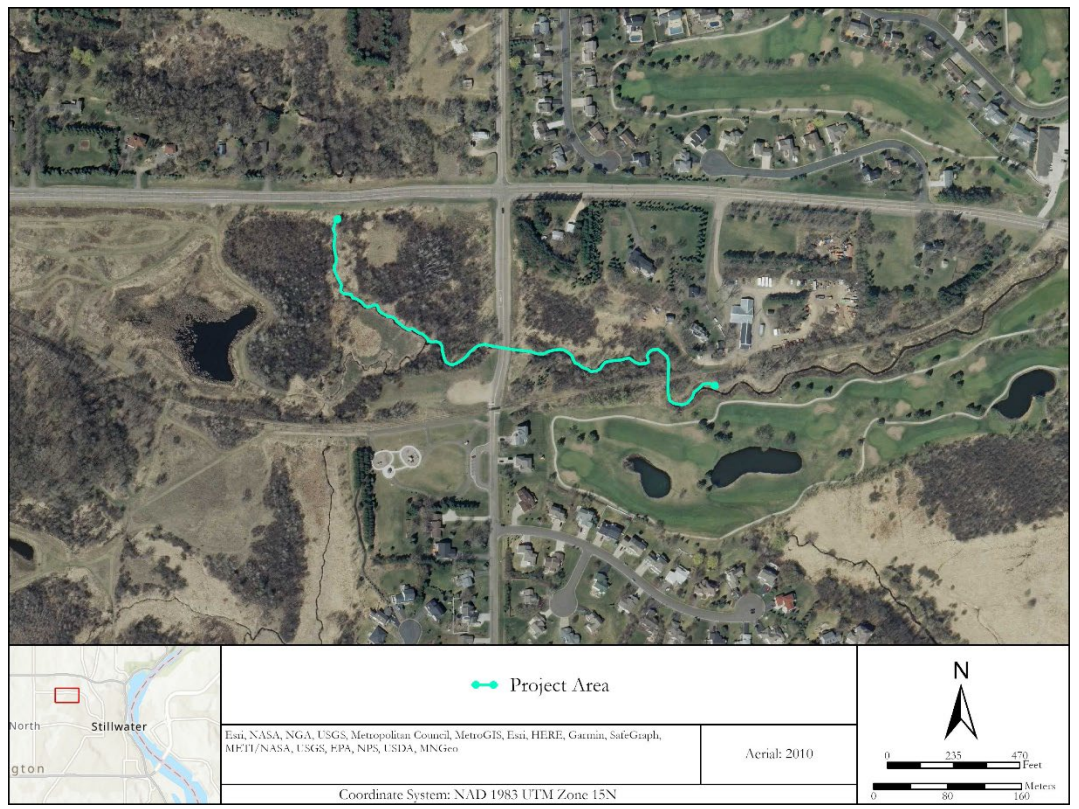 North
Stillwater
gton
Project Area
Esri, NASA, NGA, USGS, Metropolitan Council, MetroGIS, Esri, HERE, Garmin, SafeGraph,
METI/NASA, USGS, EPA, NPS, USDA, MNGeo
Aerial: 2010
Coordinate System: NAD 1983 UTM Zone 15N
N
0 235 470
Feet
Meters
0 80 160